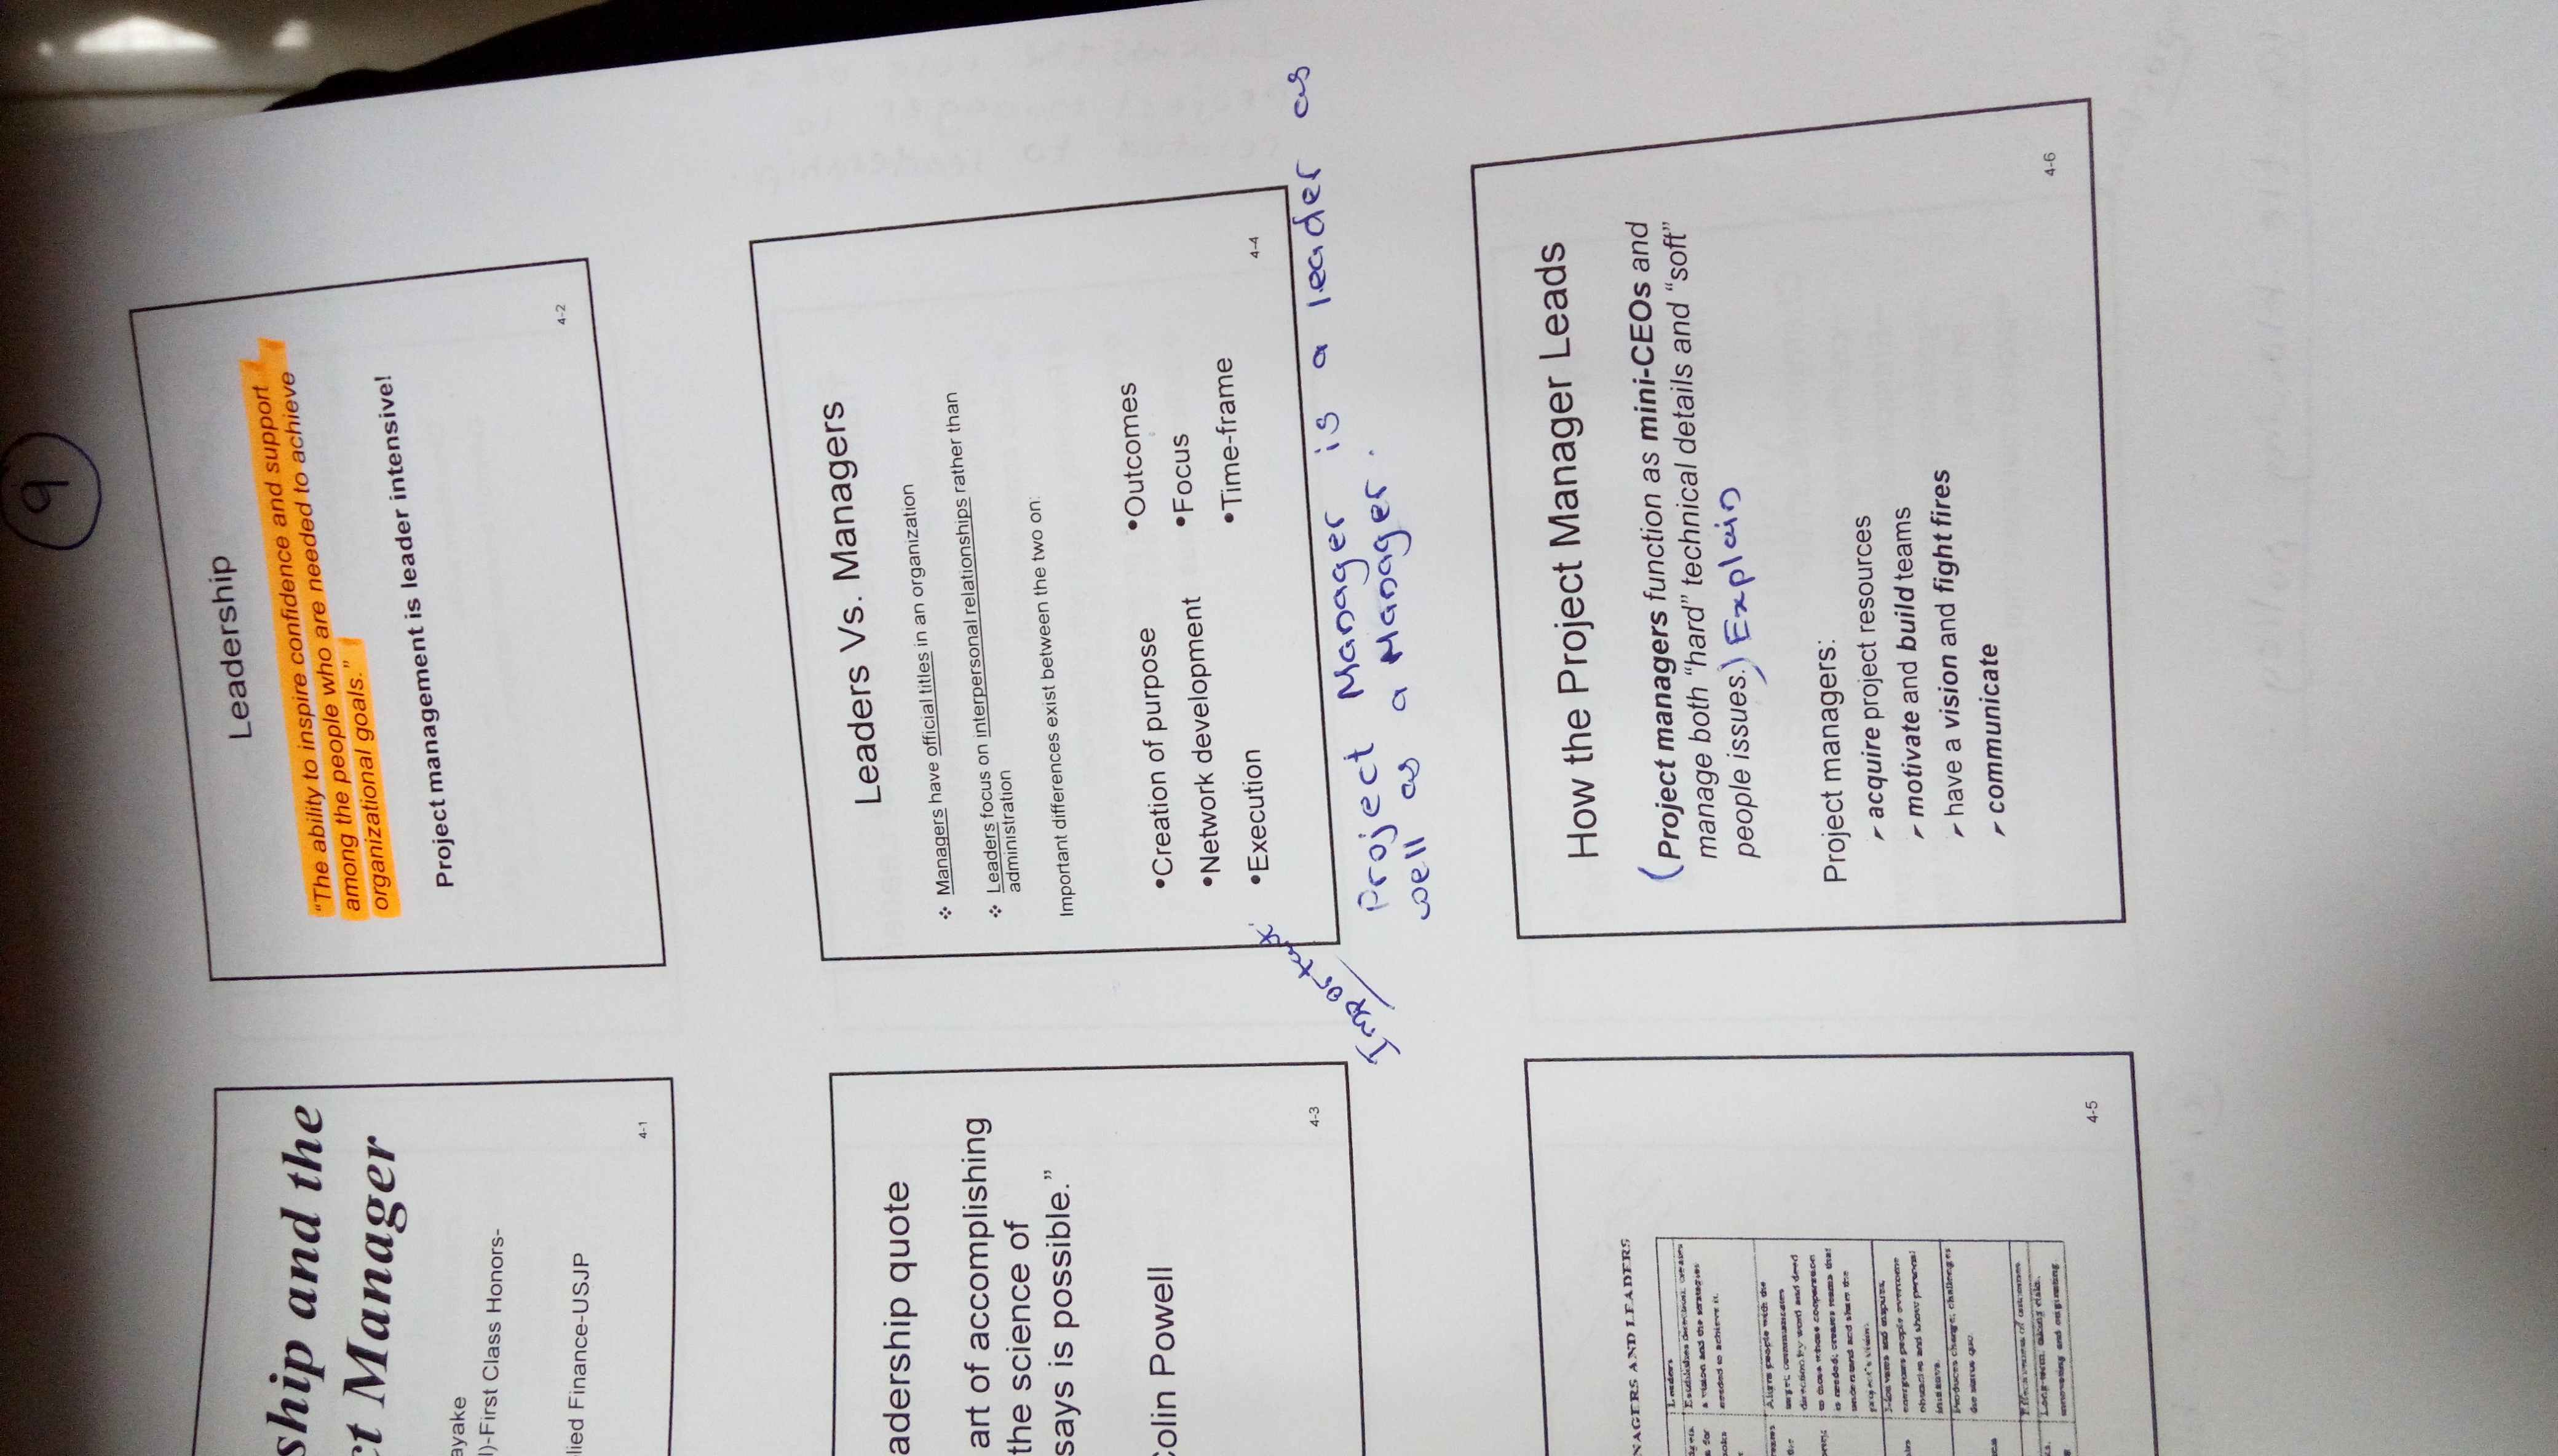 9
ship and the
ct Manager
ayake
l)-First Class Honors-
lied Finance-USJP
4-1
Leadership
“The ability to inspire confidence and support
among the people who are needed to achieve
organizational goals.”
Project management is leader intensive!
4-2
adership quote
art of accomplishing
the science of
says is possible.”
Colin Powell
4-3
Leaders Vs. Managers
❖ Managers have official titles in an organization
❖ Leaders focus on interpersonal relationships rather than
administration
Important differences exist between the two on:
•Creation of purpose •Outcomes
•Network development •Focus
•Execution •Time-frame
4-4
Important
Project Manager is a leader as
well as a Manager.
NAGERS AND LEADERS
Leaders
Establishes direction; creates
a vision and the strategies
needed to achieve it.
Aligns people with the
target; communicates
direction by word and deed
to those whose cooperation
is needed; creates teams that
understand and share the
project's vision.
Motivates and inspires,
energizes people overcome
obstacles and show personal
initiative.
Produces change; challenges
the status quo.
Effectiveness of outcomes
Long-term, taking risks,
innovating and originating.
4-5
How the Project Manager Leads
(Project managers function as mini-CEOs and
manage both “hard” technical details and “soft”
people issues.) Explain
Project managers:
➢ acquire project resources
➢ motivate and build teams
➢ have a vision and fight fires
➢ communicate
4-6